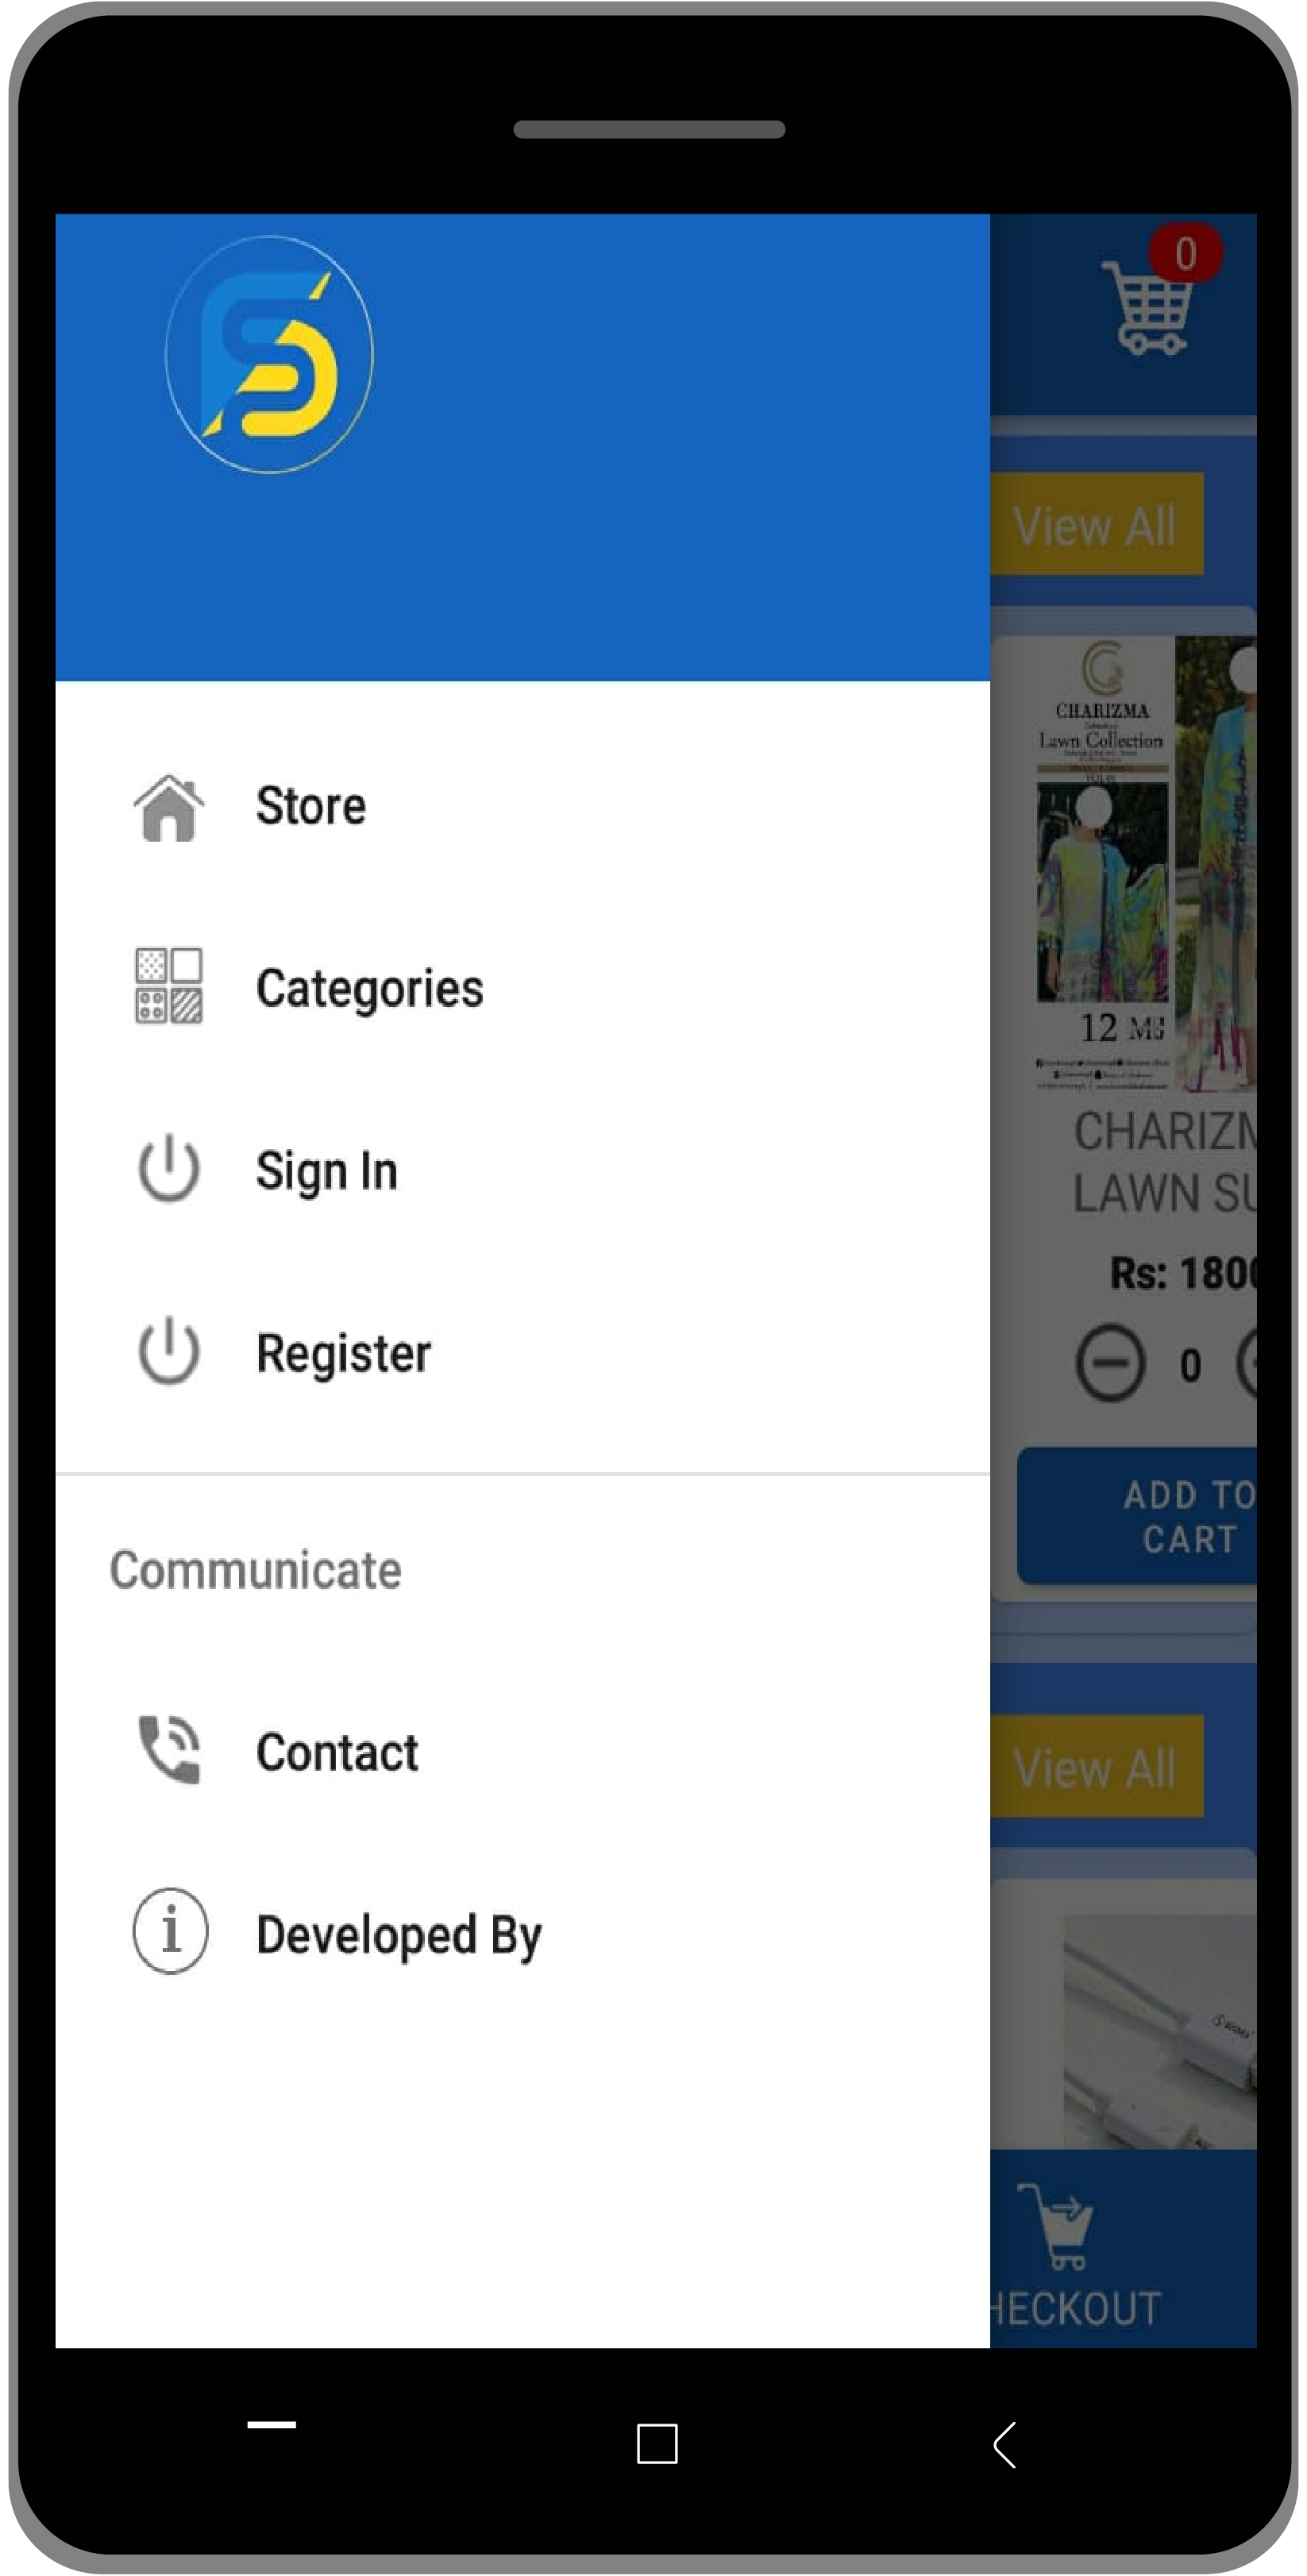 0
View All
CHARIZMA
Lawn Collection
12
CHARIZM
LAWN SU
Rs: 1800
0
ADD TO
CART
View All
HECKOUT
Store
Categories
Sign In
Register
Communicate
Contact
Developed By